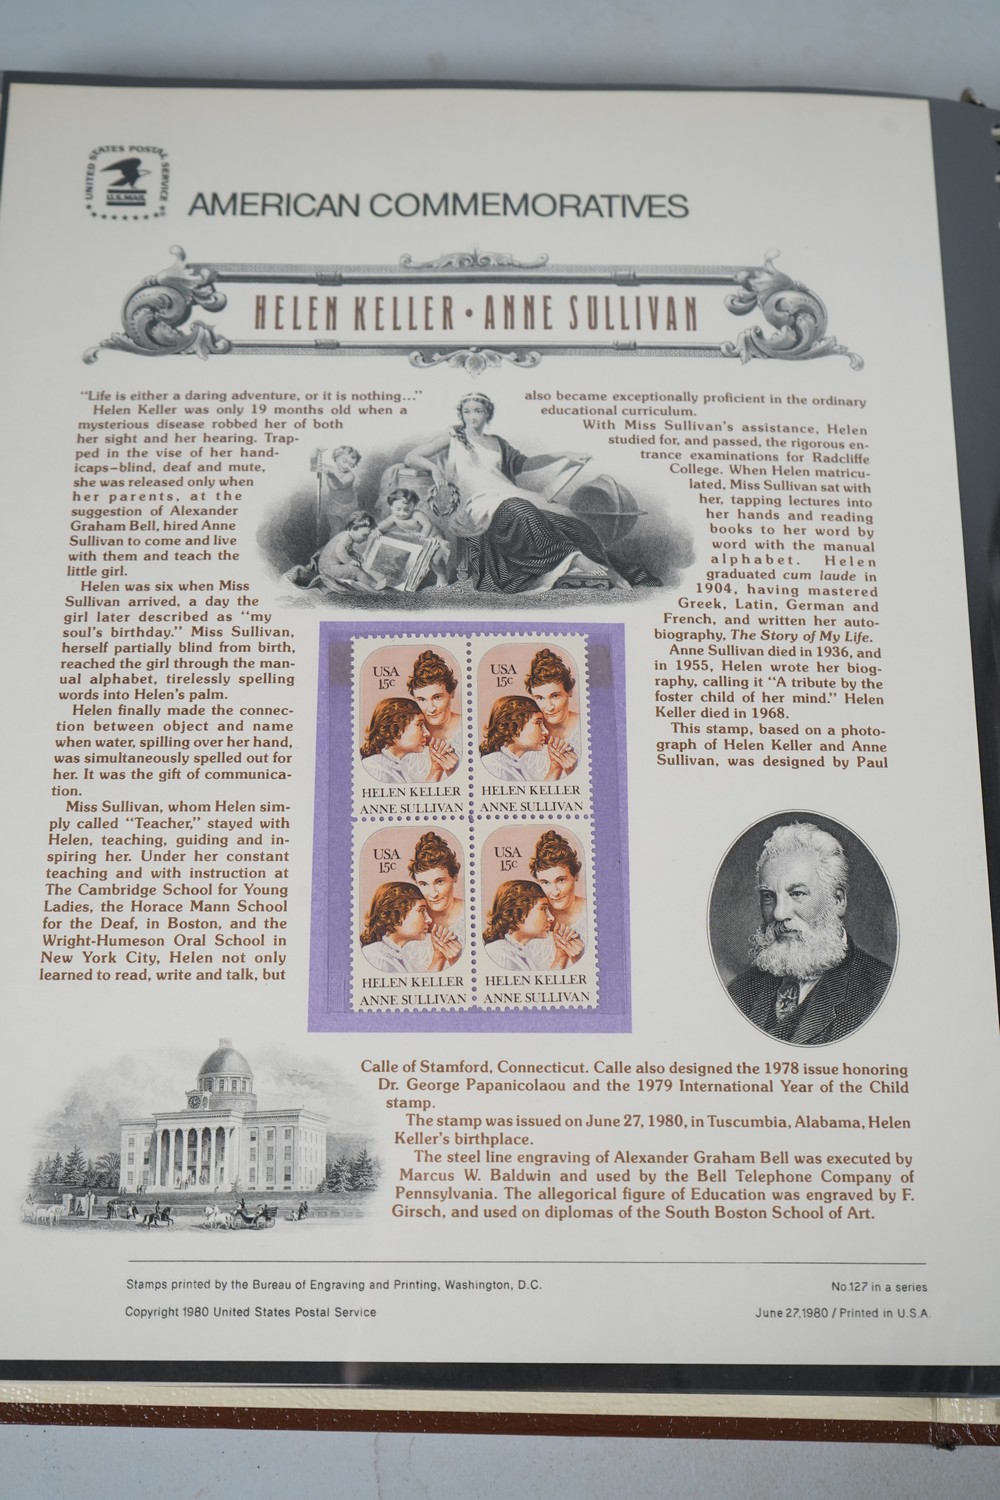 UNITED STATES POSTAL SERVICE
U.S.MAIL
AMERICAN COMMEMORATIVES
HELEN KELLER • ANNE SULLIVAN
"Life is either a daring adventure, or it is nothing..."
Helen Keller was only 19 months old when a
mysterious disease robbed her of both
her sight and her hearing. Trap-
ped in the vise of her hand-
icaps–blind, deaf and mute,
she was released only when
her parents, at the
suggestion of Alexander
Graham Bell, hired Anne
Sullivan to come and live
with them and teach the
little girl.
Helen was six when Miss
Sullivan arrived, a day the
girl later described as "my
soul's birthday." Miss Sullivan,
herself partially blind from birth,
reached the girl through the man-
ual alphabet, tirelessly spelling
words into Helen's palm.
Helen finally made the connec-
tion between object and name
when water, spilling over her hand,
was simultaneously spelled out for
her. It was the gift of communica-
tion.
Miss Sullivan, whom Helen sim-
ply called "Teacher," stayed with
Helen, teaching, guiding and in-
spiring her. Under her constant
teaching and with instruction at
The Cambridge School for Young
Ladies, the Horace Mann School
for the Deaf, in Boston, and the
Wright-Humeson Oral School in
New York City, Helen not only
learned to read, write and talk, but
also became exceptionally proficient in the ordinary
educational curriculum.
With Miss Sullivan's assistance, Helen
studied for, and passed, the rigorous en-
trance examinations for Radcliffe
College. When Helen matricu-
lated, Miss Sullivan sat with
her, tapping lectures into
her hands and reading
books to her word by
word with the manual
alphabet. Helen
graduated cum laude in
1904, having mastered
Greek, Latin, German and
French, and written her auto-
biography, The Story of My Life.
Anne Sullivan died in 1936, and
in 1955, Helen wrote her biog-
raphy, calling it "A tribute by the
foster child of her mind." Helen
Keller died in 1968.
This stamp, based on a photo-
graph of Helen Keller and Anne
Sullivan, was designed by Paul
USA
15c
HELEN KELLER
ANNE SULLIVAN
USA
15c
HELEN KELLER
ANNE SULLIVAN
USA
15c
HELEN KELLER
ANNE SULLIVAN
USA
15c
HELEN KELLER
ANNE SULLIVAN
Calle of Stamford, Connecticut. Calle also designed the 1978 issue honoring
Dr. George Papanicolaou and the 1979 International Year of the Child
stamp.
The stamp was issued on June 27, 1980, in Tuscumbia, Alabama, Helen
Keller's birthplace.
The steel line engraving of Alexander Graham Bell was executed by
Marcus W. Baldwin and used by the Bell Telephone Company of
Pennsylvania. The allegorical figure of Education was engraved by F.
Girsch, and used on diplomas of the South Boston School of Art.
Stamps printed by the Bureau of Engraving and Printing, Washington, D.C.
No.127 in a series
Copyright 1980 United States Postal Service
June 27, 1980 / Printed in U.S.A.